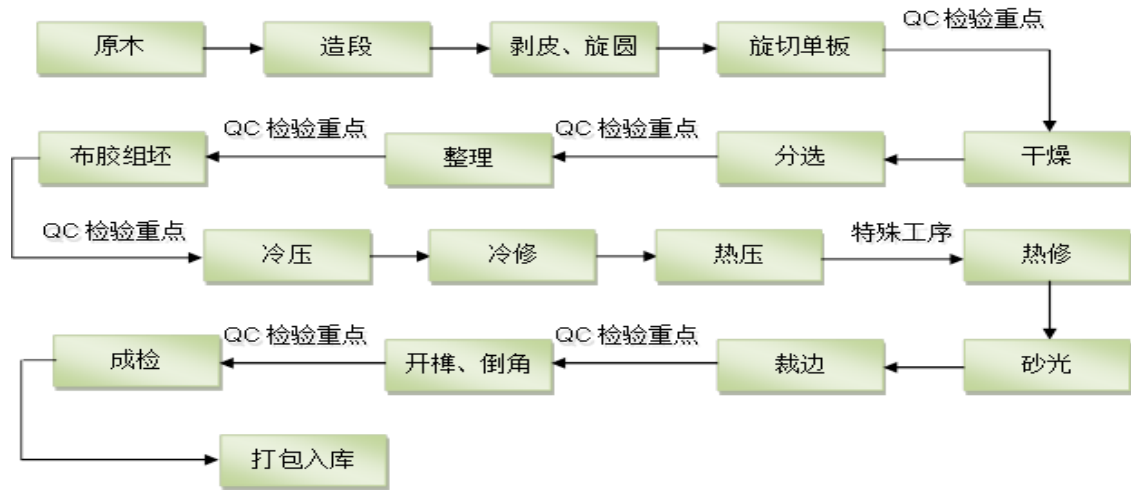 QC 检验重点
原木
造段
剥皮、旋圆
旋切单板
QC 检验重点
QC 检验重点
布胶组坯
整理
分选
干燥
QC 检验重点
特殊工序
冷压
冷修
热压
热修
QC 检验重点
QC 检验重点
成检
开榫、倒角
裁边
砂光
打包入库